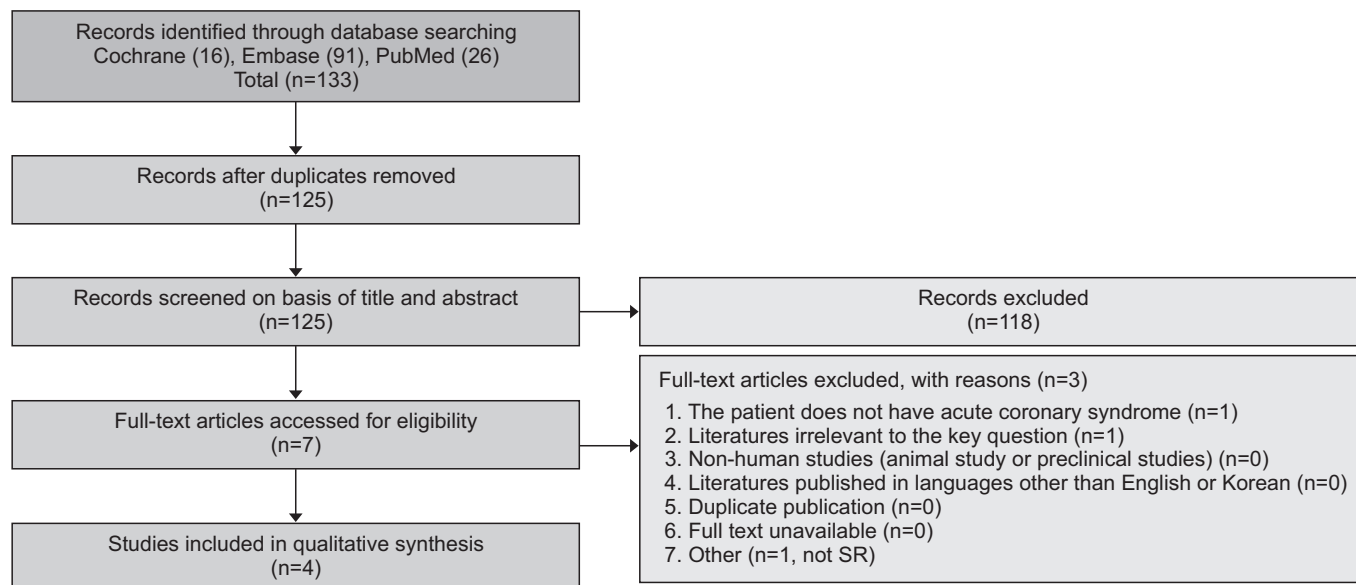 Records identified through database searching
Cochrane (16), Embase (91), PubMed (26)
Total (n=133)
Records after duplicates removed
(n=125)
Records screened on basis of title and abstract
(n=125)
Records excluded
(n=118)
Full-text articles accessed for eligibility
(n=7)
Full-text articles excluded, with reasons (n=3)
1. The patient does not have acute coronary syndrome (n=1)
2. Literatures irrelevant to the key question (n=1)
3. Non-human studies (animal study or preclinical studies) (n=0)
4. Literatures published in languages other than English or Korean (n=0)
5. Duplicate publication (n=0)
6. Full text unavailable (n=0)
7. Other (n=1, not SR)
Studies included in qualitative synthesis
(n=4)